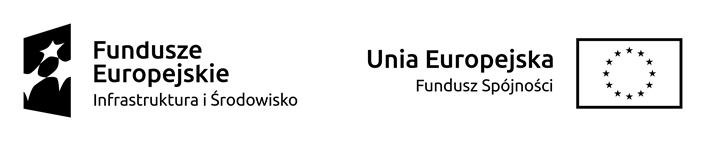 Fundusze
Europejskie
Infrastruktura i Środowisko
Unia Europejska
Fundusz Spójności